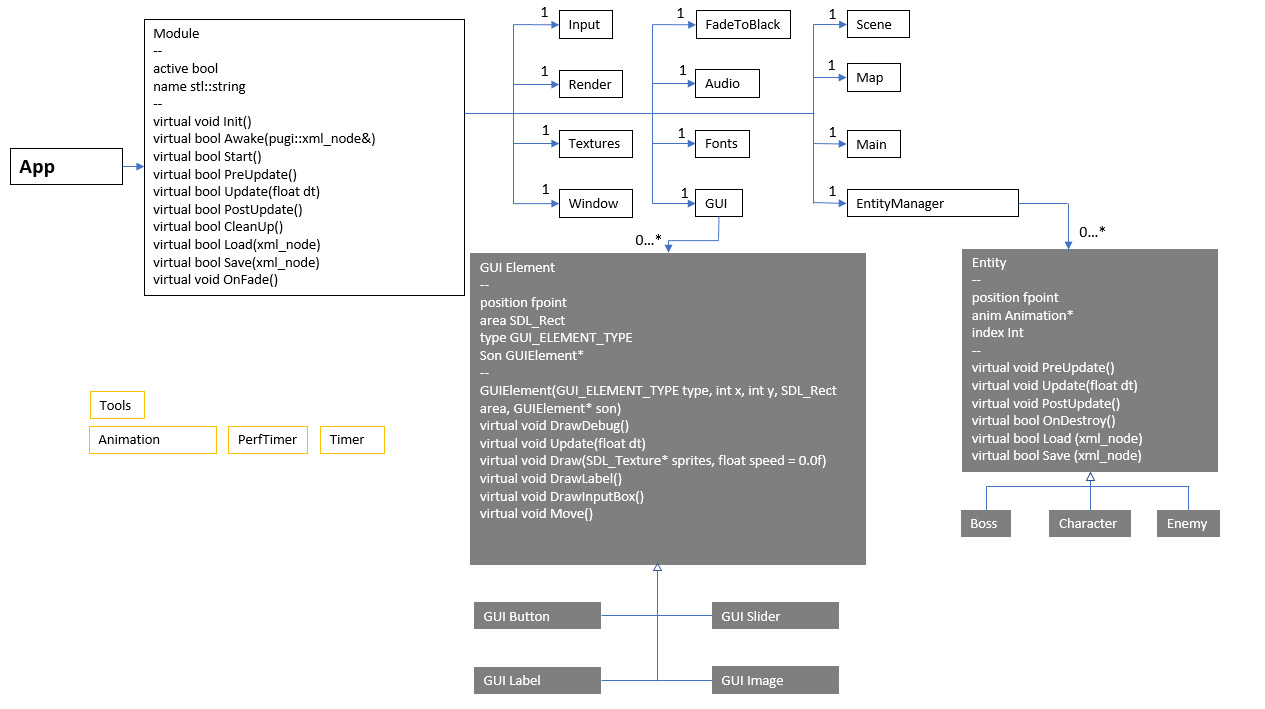 App
Module
--
active bool
name stl::string
--
virtual void Init()
virtual bool Awake(pugi::xml_node&)
virtual bool Start()
virtual bool PreUpdate()
virtual bool Update(float dt)
virtual bool PostUpdate()
virtual bool CleanUp()
virtual bool Load(xml_node)
virtual bool Save(xml_node)
virtual void OnFade()
1
Input
1
Render
1
Textures
1
Window
1
FadeToBlack
1
Audio
1
Fonts
1
GUI
1
Scene
1
Map
1
Main
1
EntityManager
0...*
GUI Element
--
position fpoint
area SDL_Rect
type GUI_ELEMENT_TYPE
Son GUIElement*
--
GUIElement(GUI_ELEMENT_TYPE type, int x, int y, SDL_Rect
area, GUIElement* son)
virtual void DrawDebug()
virtual void Update(float dt)
virtual void Draw(SDL_Texture* sprites, float speed = 0.0f)
virtual void DrawLabel()
virtual void DrawInputBox()
virtual void Move()
GUI Button
GUI Slider
GUI Label
GUI Image
0...*
Entity
--
position fpoint
anim Animation*
index Int
--
virtual void PreUpdate()
virtual void Update(float dt)
virtual void PostUpdate()
virtual bool OnDestroy()
virtual bool Load (xml_node)
virtual bool Save (xml_node)
Boss
Character
Enemy
Tools
Animation
PerfTimer
Timer